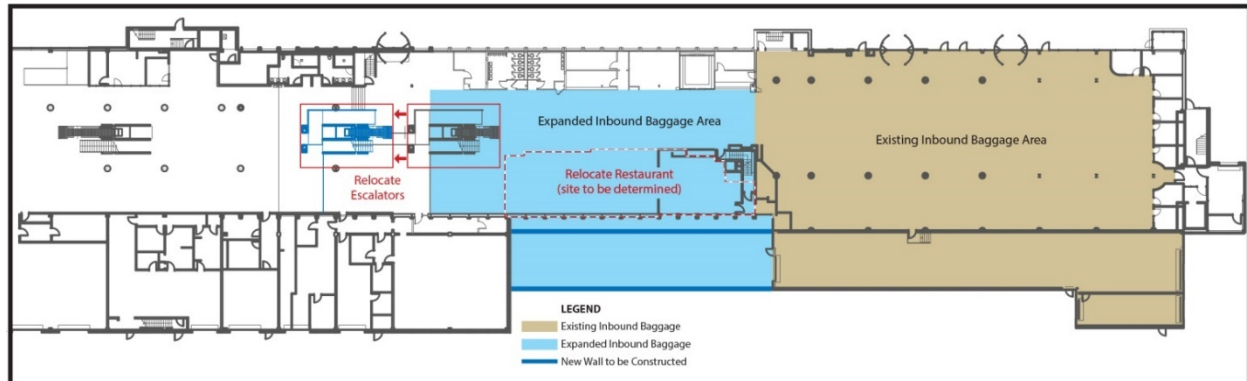 Expanded Inbound Baggage Area
Existing Inbound Baggage Area
Relocate
Escalators
Relocate Restaurant
(site to be determined)
LEGEND
Existing Inbound Baggage
Expanded Inbound Baggage
New Wall to be Constructed